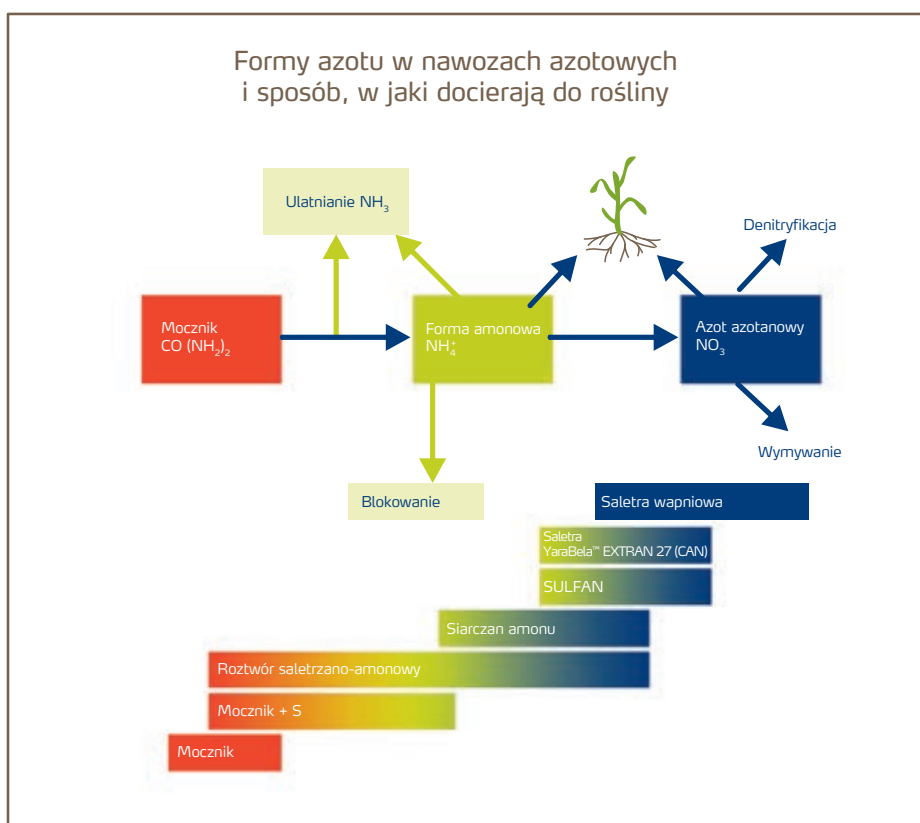 Formy azotu w nawozach azotowych
i sposób, w jaki docierają do rośliny
Ulatnianie NH₃
Denitryfikacja
Mocznik
CO (NH₂)₂
Forma amonowa
NH₄⁺
Azot azotanowy
NO₃
Wymywanie
Blokowanie
Saletra wapniowa
Saletra
YaraBela™ EXTRAN 27 (CAN)
SULFAN
Siarczan amonu
Roztwór saletrzano-amonowy
Mocznik + S
Mocznik